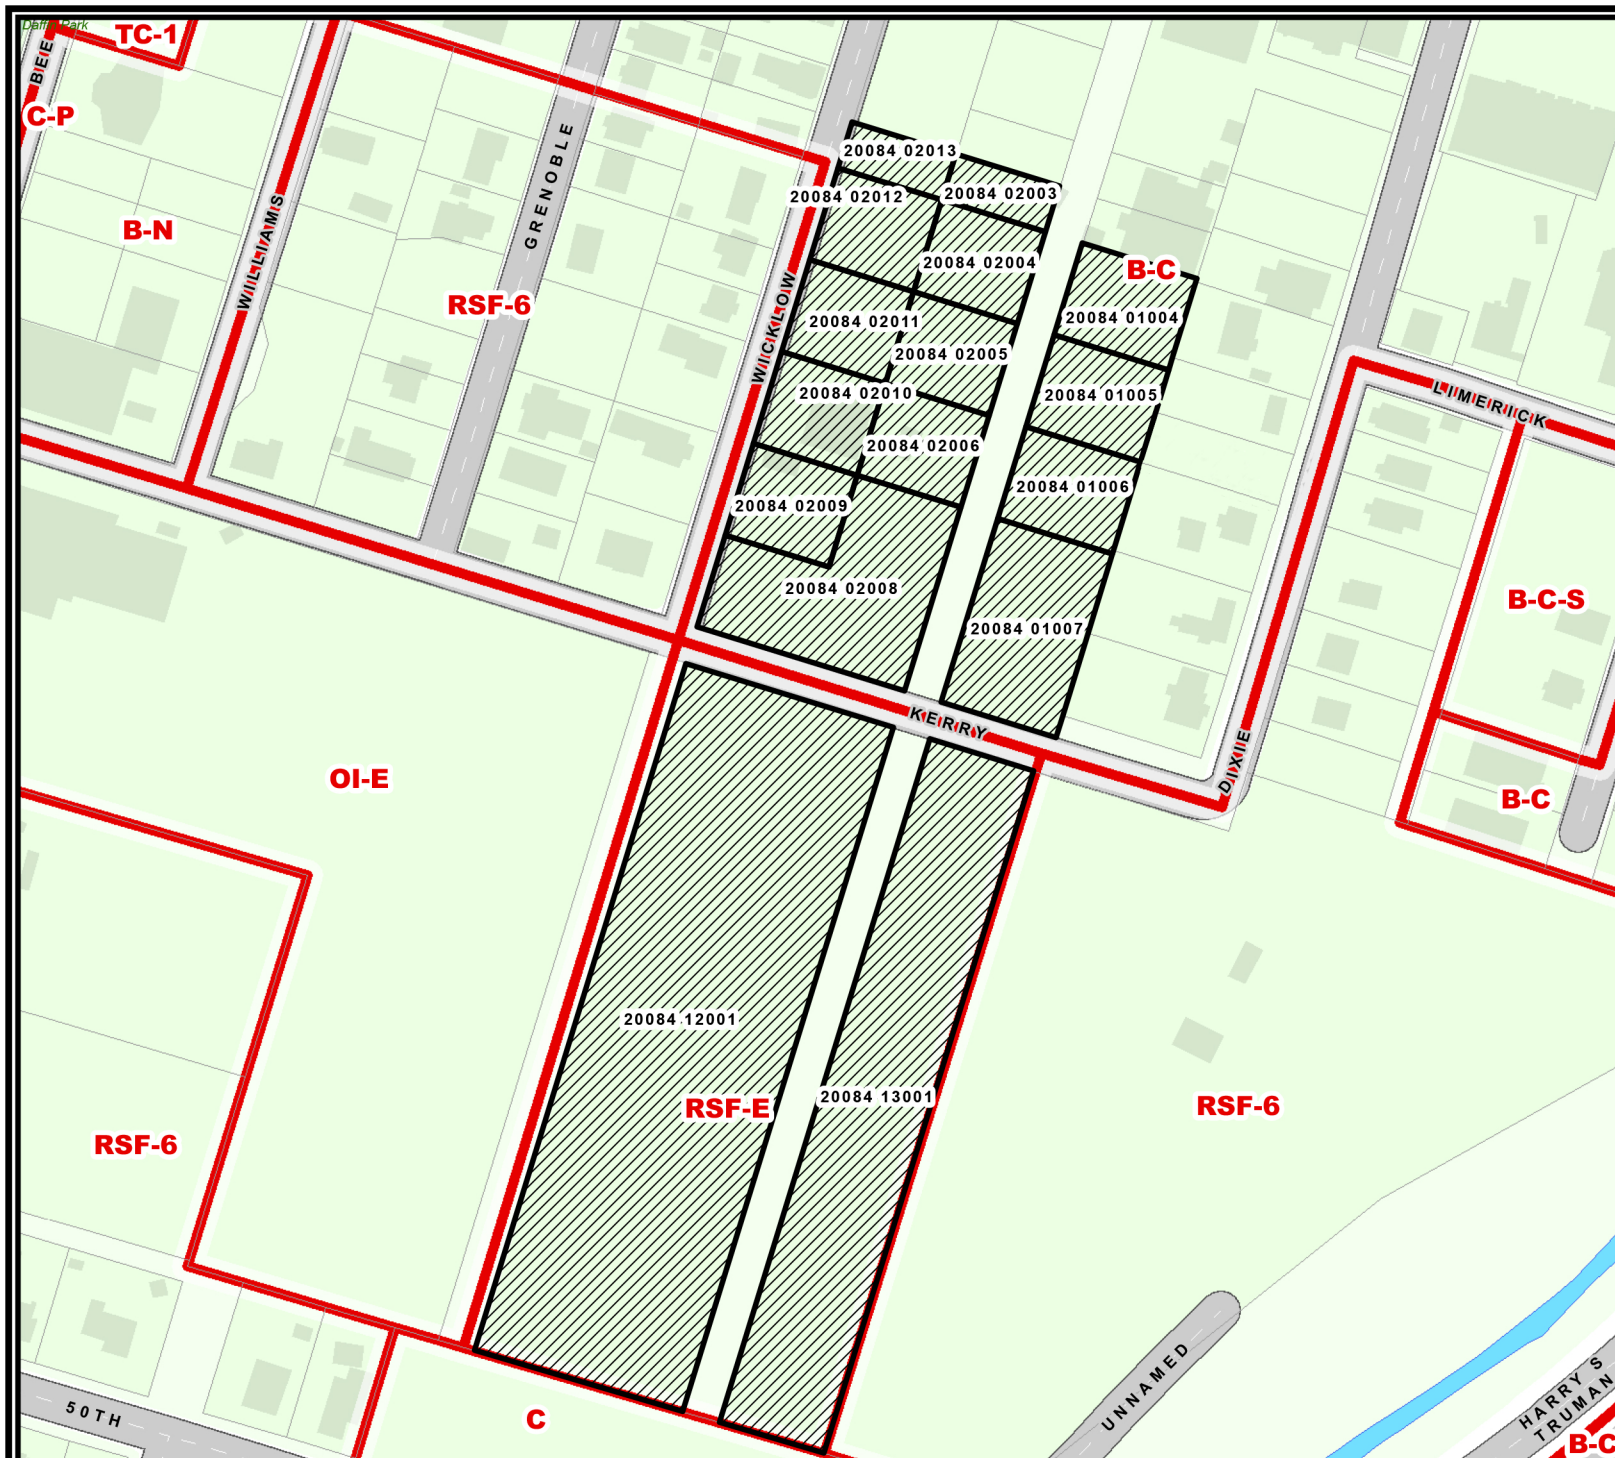 Daffin Park
TC-1
BEE
C-P
B-N
WILLIAMS
GRENOBLE
RSF-6
WICKLOW
20084 02013
20084 02003
20084 02012
20084 02004
B-C
20084 01004
20084 02011
20084 02005
20084 02010
20084 01005
LIMERICK
20084 02006
20084 01006
20084 02009
20084 02008
B-C-S
20084 01007
KERRY
DIXIE
OI-E
B-C
20084 12001
20084 13001
RSF-E
RSF-6
RSF-6
UNNAMED
HARRY S
TRUMAN
50TH
C
B-C